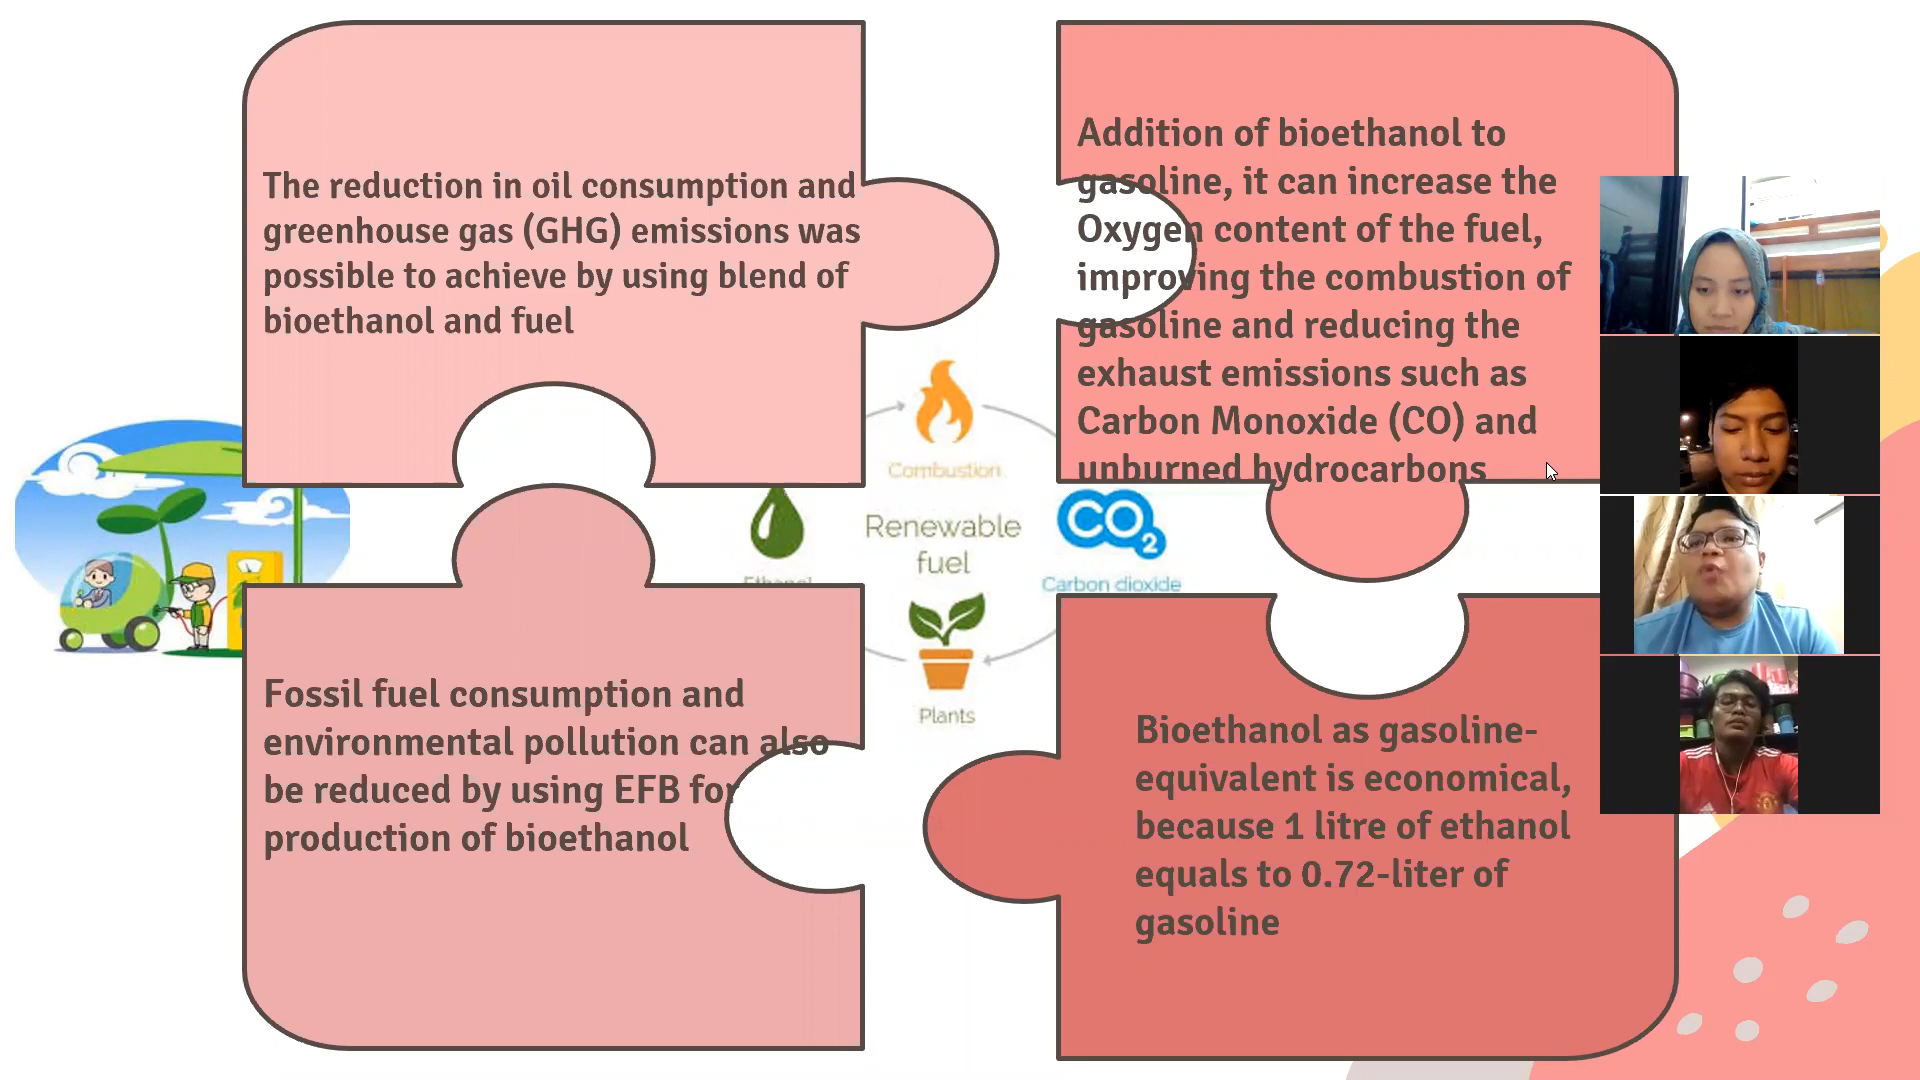 The reduction in oil consumption and
greenhouse gas (GHG) emissions was
possible to achieve by using blend of
bioethanol and fuel
Addition of bioethanol to
gasoline, it can increase the
Oxygen content of the fuel,
improving the combustion of
gasoline and reducing the
exhaust emissions such as
Carbon Monoxide (CO) and
unburned hydrocarbons
Combustion
Renewable
fuel
Ethanol
CO2
Carbon dioxide
Plants
Fossil fuel consumption and
environmental pollution can also
be reduced by using EFB for
production of bioethanol
Bioethanol as gasoline-
equivalent is economical,
because 1 litre of ethanol
equals to 0.72-liter of
gasoline